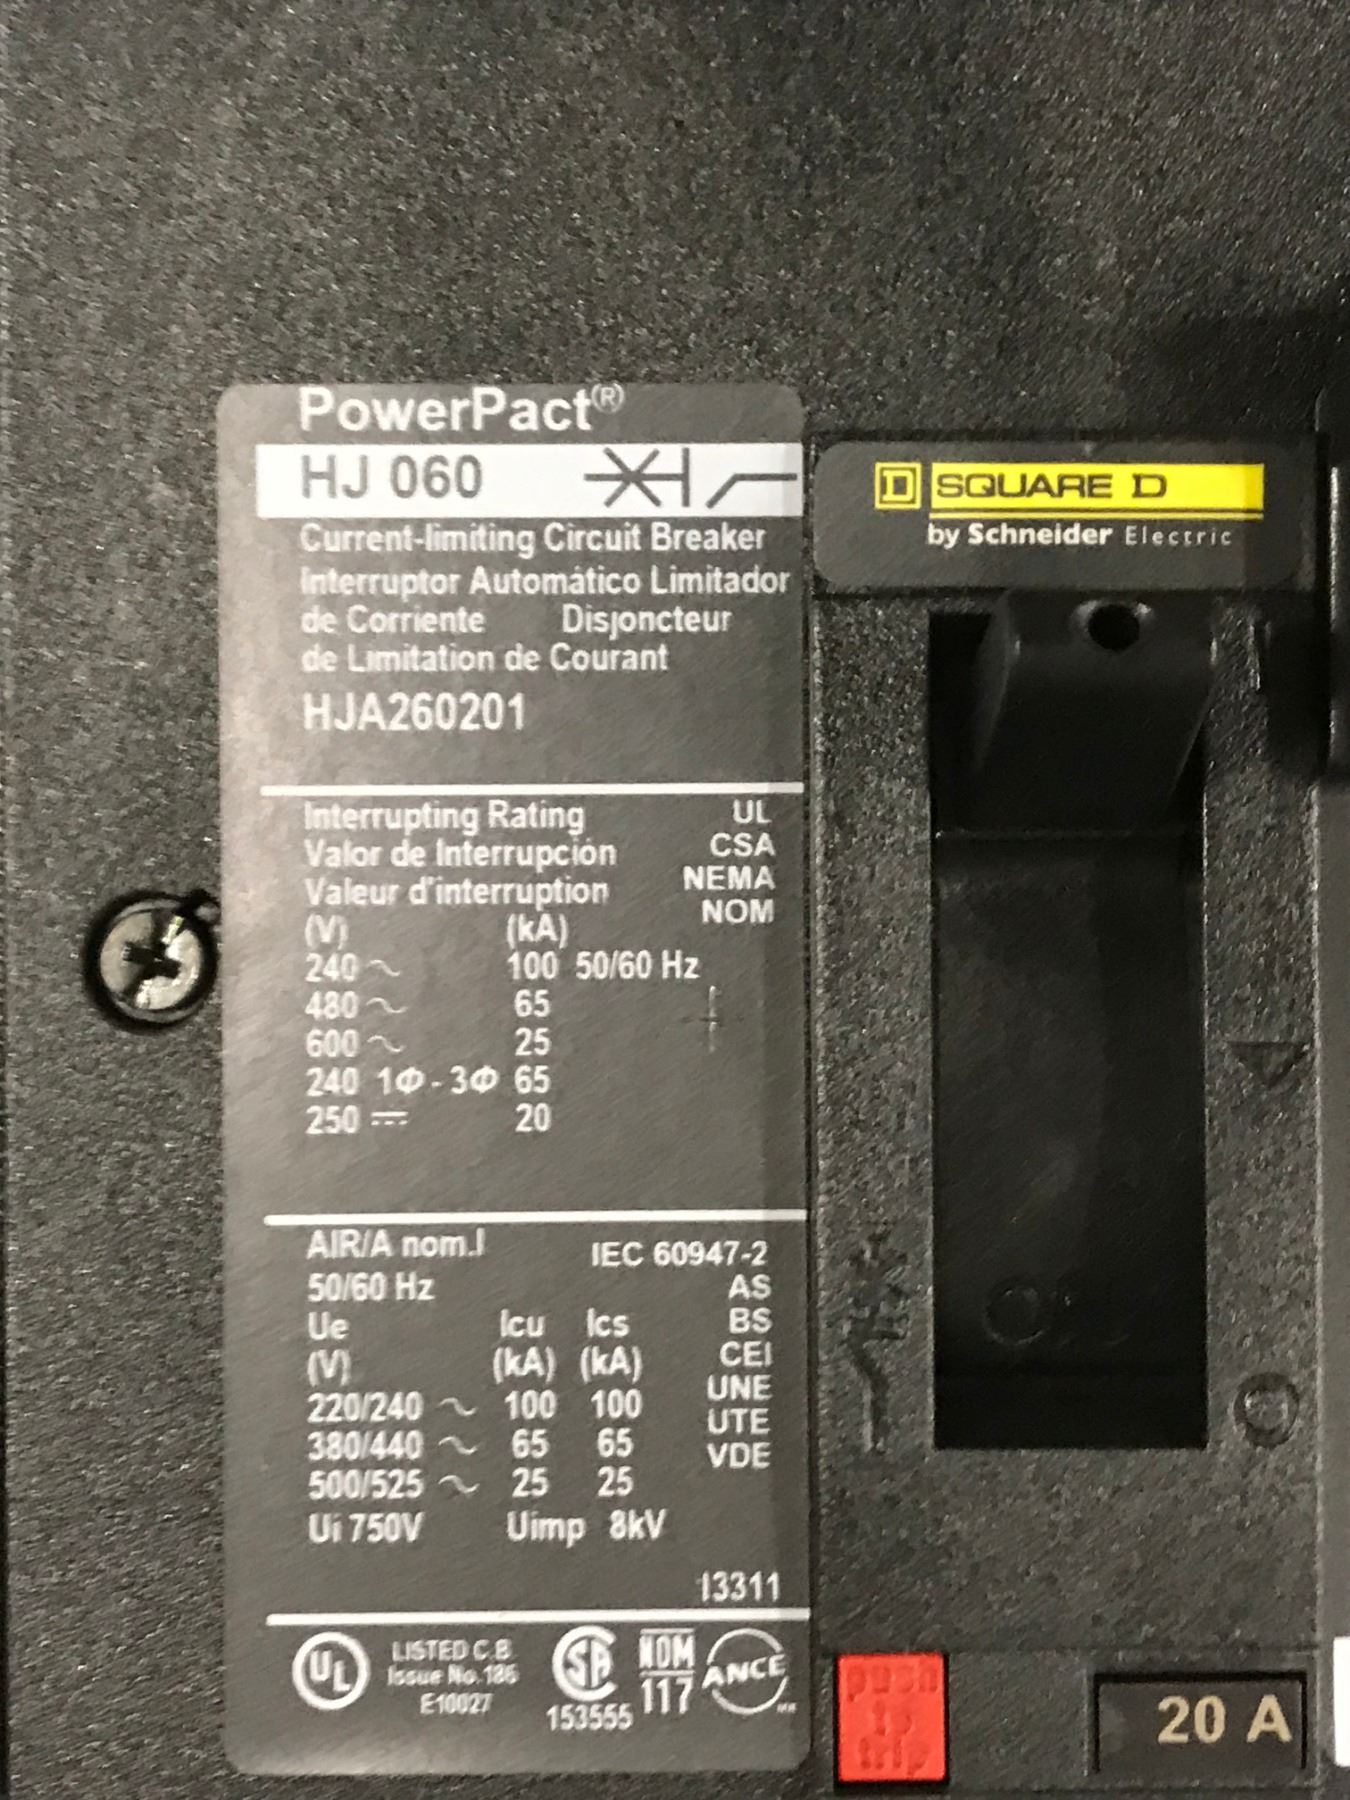 PowerPact®
HJ 060
Current-limiting Circuit Breaker
Interruptor Automático Limitador
de Corriente Disjoncteur
de Limitation de Courant
HJA260201
Interrupting Rating UL
Valor de Interrupción CSA
Valeur d'interruption NEMA
(V) (kA) NOM
240 ~ 100 50/60 Hz
480 ~ 65
600 ~ 25
240 1Φ - 3Φ 65
250 ⎓ 20
AIR/A nom.I IEC 60947-2
50/60 Hz AS
Ue Icu Ics BS
(V) (kA) (kA) CEI
220/240 ~ 100 100 UNE
380/440 ~ 65 65 UTE
500/525 ~ 25 25 VDE
Ui 750V Uimp 8kV
I3311
UL LISTED C.B.
Issue No. 186
E10027
SA
153555
NOM
117
ANCE
D SQUARE D
by Schneider Electric
O
push
to
trip
20 A